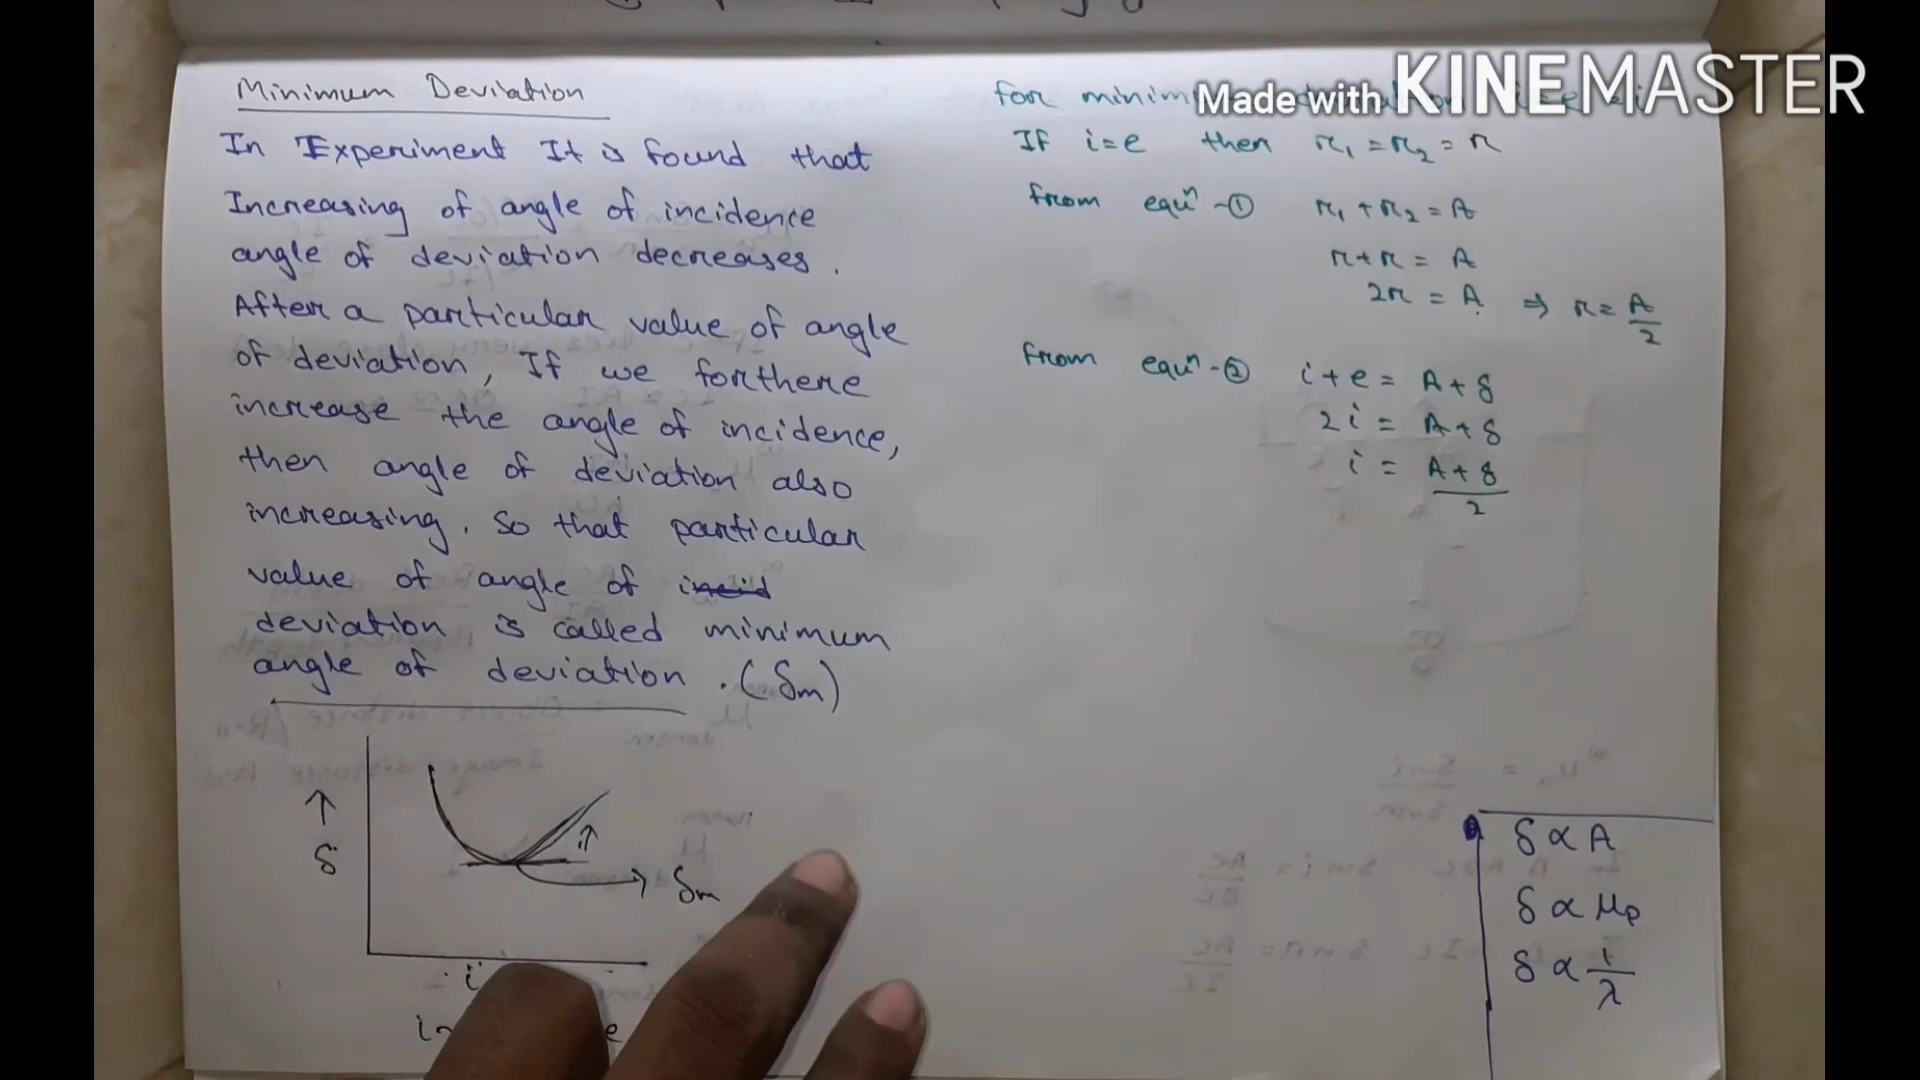 Minimum Deviation
In Experiment It is found that
Increasing of angle of incidence
angle of deviation decreases.
After a particular value of angle
of deviation, If we forthere
increase the angle of incidence,
then angle of deviation also
increasing. So that particular
value of angle of incid
deviation is called minimum
angle of deviation. (δm)
↑
δ
δm
i
for minim
Made with KINEMASTER
If i=e then r₁ = r₂ = r
from equⁿ-① r₁ + r₂ = A
r+r = A
2r = A ⇒ r = A/2
from equⁿ-② i+e = A+δ
2i = A+δ
i = A+δ/2
δ ∝ A
δ ∝ μp
δ ∝ 1/λ